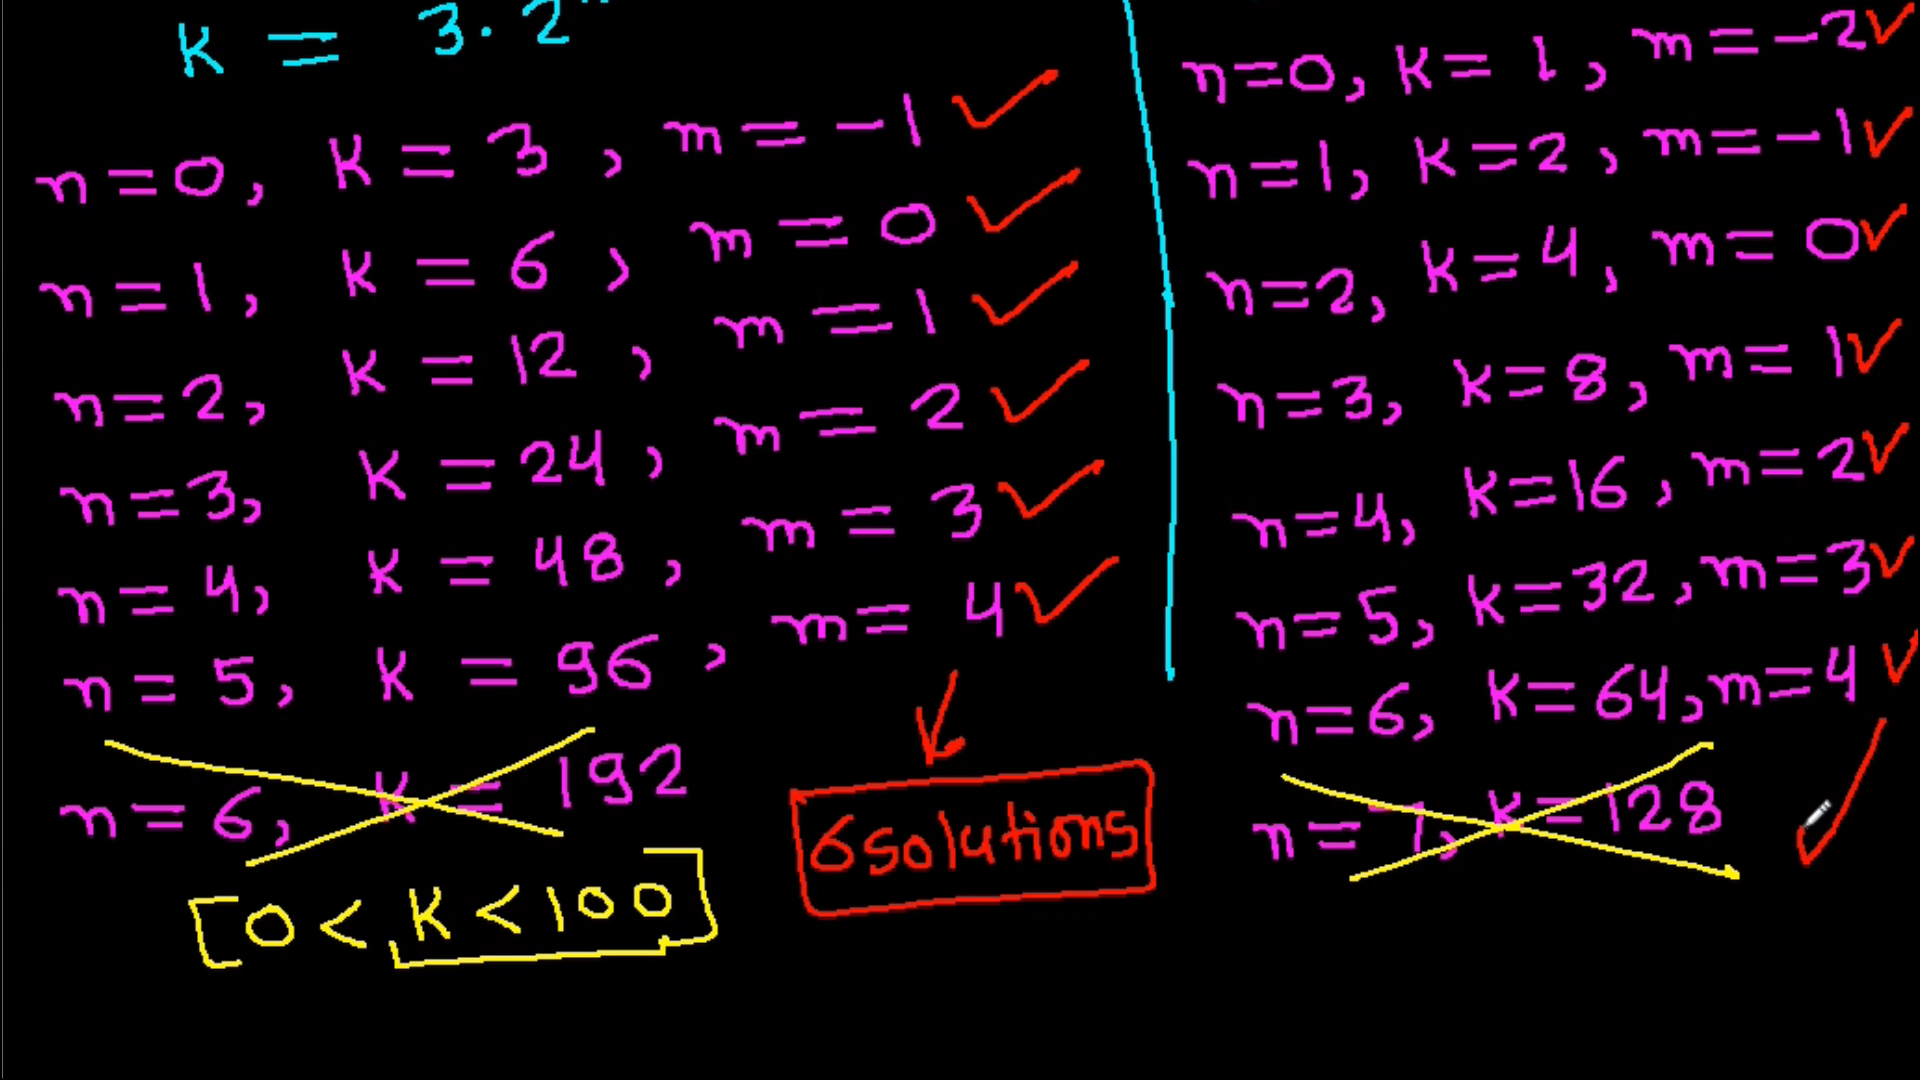 K = 3·2
n=0, K = 3, m = -1 ✓
n=1, K = 6, m = 0 ✓
n=2, K = 12, m = 1 ✓
n=3, K = 24, m = 2 ✓
n=4, K = 48, m = 3 ✓
n=5, K = 96, m = 4 ✓
n=6, K = 192
0 < K < 100
6 solutions
n=0, K = 1, m = -2 ✓
n=1, K = 2, m = -1 ✓
n=2, K = 4, m = 0 ✓
n=3, K = 8, m = 1 ✓
n=4, K = 16, m = 2 ✓
n=5, K = 32, m = 3 ✓
n=6, K = 64, m = 4 ✓
n=7, K = 128